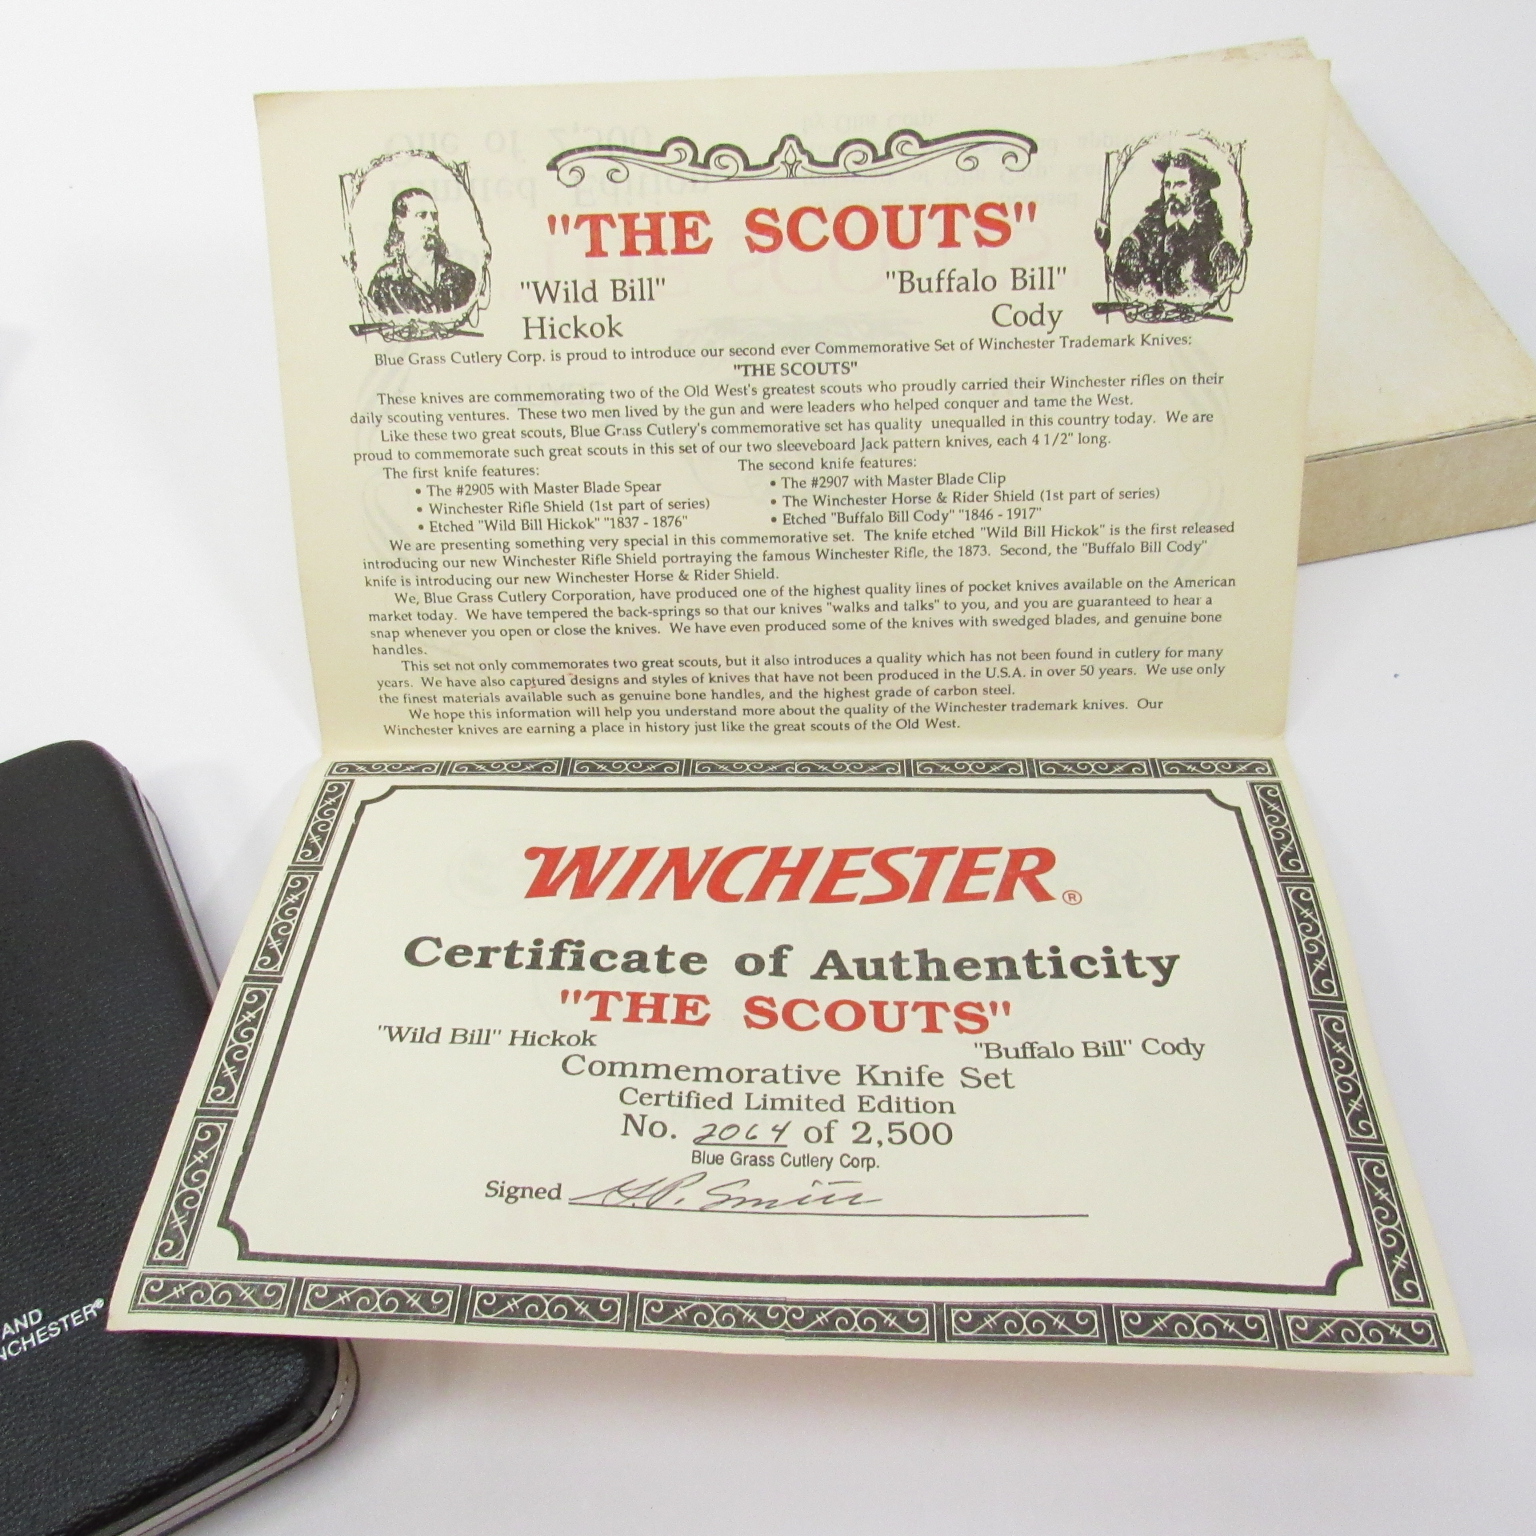 "THE SCOUTS"
"Wild Bill" Hickok
"Buffalo Bill" Cody
Blue Grass Cutlery Corp. is proud to introduce our second ever Commemorative Set of Winchester Trademark Knives:
"THE SCOUTS"
These knives are commemorating two of the Old West's greatest scouts who proudly carried their Winchester rifles on their
daily scouting ventures. These two men lived by the gun and were leaders who helped conquer and tame the West.
Like these two great scouts, Blue Grass Cutlery's commemorative set has quality unequalled in this country today. We are
proud to commemorate such great scouts in this set of our two sleeveboard Jack pattern knives, each 4 1/2" long.
The first knife features:
• The #2905 with Master Blade Spear
• Winchester Rifle Shield (1st part of series)
• Etched "Wild Bill Hickok" "1837 - 1876"
The second knife features:
• The #2907 with Master Blade Clip
• The Winchester Horse & Rider Shield (1st part of series)
• Etched "Buffalo Bill Cody" "1846 - 1917"
We are presenting something very special in this commemorative set. The knife etched "Wild Bill Hickok" is the first released
introducing our new Winchester Rifle Shield portraying the famous Winchester Rifle, the 1873. Second, the "Buffalo Bill Cody"
knife is introducing our new Winchester Horse & Rider Shield.
We, Blue Grass Cutlery Corporation, have produced one of the highest quality lines of pocket knives available on the American
market today. We have tempered the back-springs so that our knives "walks and talks" to you, and you are guaranteed to hear a
snap whenever you open or close the knives. We have even produced some of the knives with swedged blades, and genuine bone
handles.
This set not only commemorates two great scouts, but it also introduces a quality which has not been found in cutlery for many
years. We have also captured designs and styles of knives that have not been produced in the U.S.A. in over 50 years. We use only
the finest materials available such as genuine bone handles, and the highest grade of carbon steel.
We hope this information will help you understand more about the quality of the Winchester trademark knives. Our
Winchester knives are earning a place in history just like the great scouts of the Old West.
WINCHESTER®
Certificate of Authenticity
"THE SCOUTS"
"Wild Bill" Hickok
"Buffalo Bill" Cody
Commemorative Knife Set
Certified Limited Edition
No. 2064 of 2,500
Blue Grass Cutlery Corp.
Signed
AND
NCHESTER®